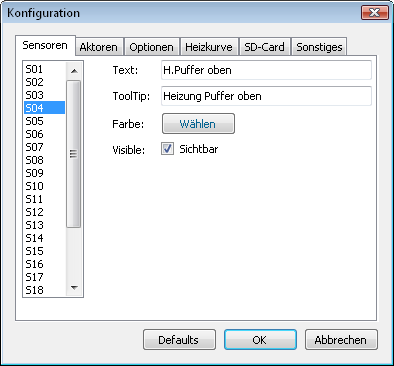 Konfiguration
Sensoren Aktoren Optionen Heizkurve SD-Card Sonstiges
S01
S02
S03
S04
S05
S06
S07
S08
S09
S10
S11
S12
S13
S14
S15
S16
S17
S18
Text: H.Puffer oben
ToolTip: Heizung Puffer oben
Farbe: Wählen
Visible: Sichtbar
Defaults OK Abbrechen